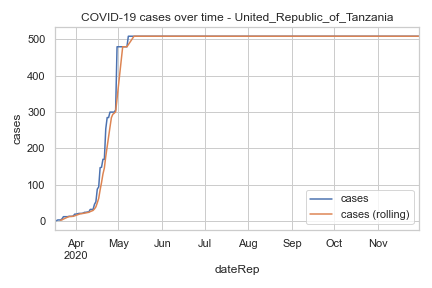 COVID-19 cases over time - United_Republic_of_Tanzania
500
400
300
200
100
0
cases
cases
cases (rolling)
Apr
2020
May
Jun
Jul
Aug
Sep
Oct
Nov
dateRep